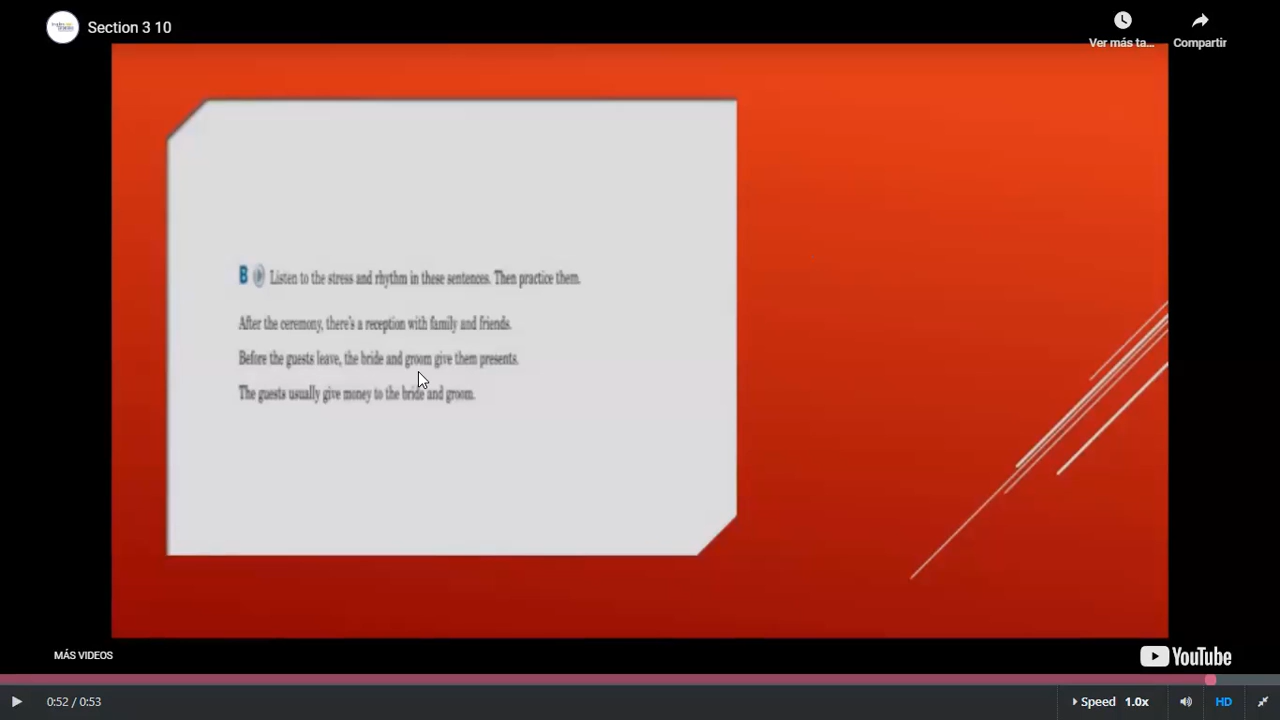 Section 3 10
Ver más ta...
Compartir
B Listen to the stress and rhythm in these sentences. Then practice them.
After the ceremony, there's a reception with family and friends.
Before the guests leave, the bride and groom give them presents.
The guests usually give money to the bride and groom.
MÁS VIDEOS
YouTube
0:52 / 0:53
Speed 1.0x
HD